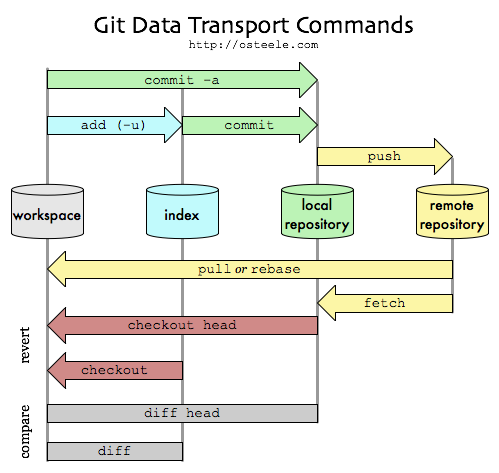 Git Data Transport Commands
http://osteele.com
commit -a
add (-u)
commit
push
workspace
index
local
repository
remote
repository
pull or rebase
fetch
revert
checkout head
checkout
compare
diff head
diff